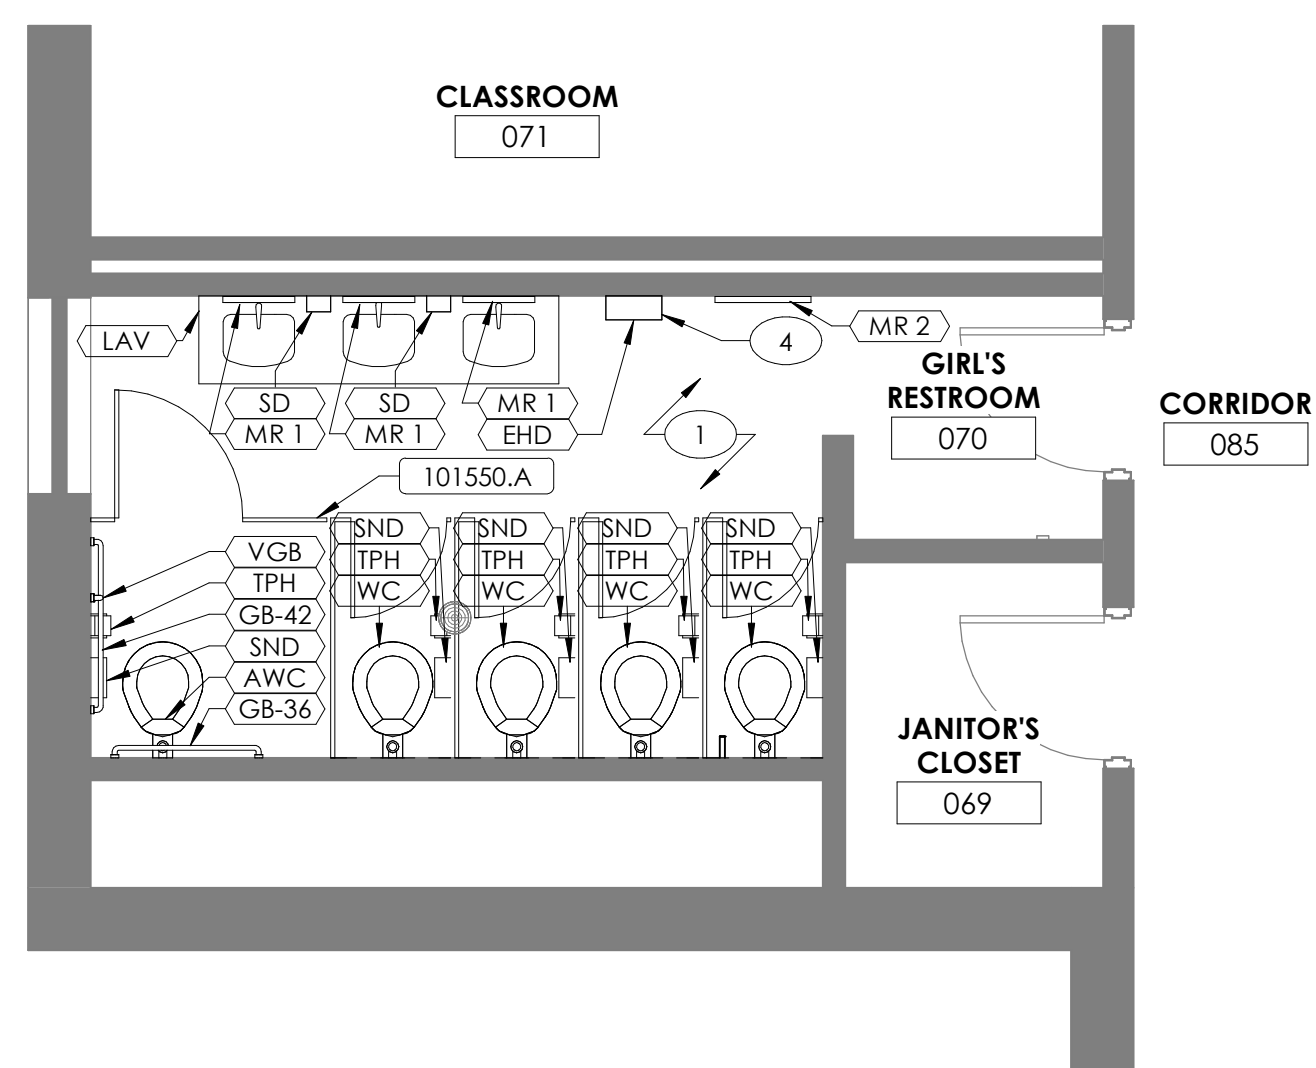 CLASSROOM
071
LAV
SD
MR 1
SD
MR 1
MR 1
EHD
4
MR 2
1
GIRL'S
RESTROOM
070
CORRIDOR
085
101550.A
VGB
TPH
GB-42
SND
AWC
GB-36
SND
TPH
WC
SND
TPH
WC
SND
TPH
WC
SND
TPH
WC
JANITOR'S
CLOSET
069